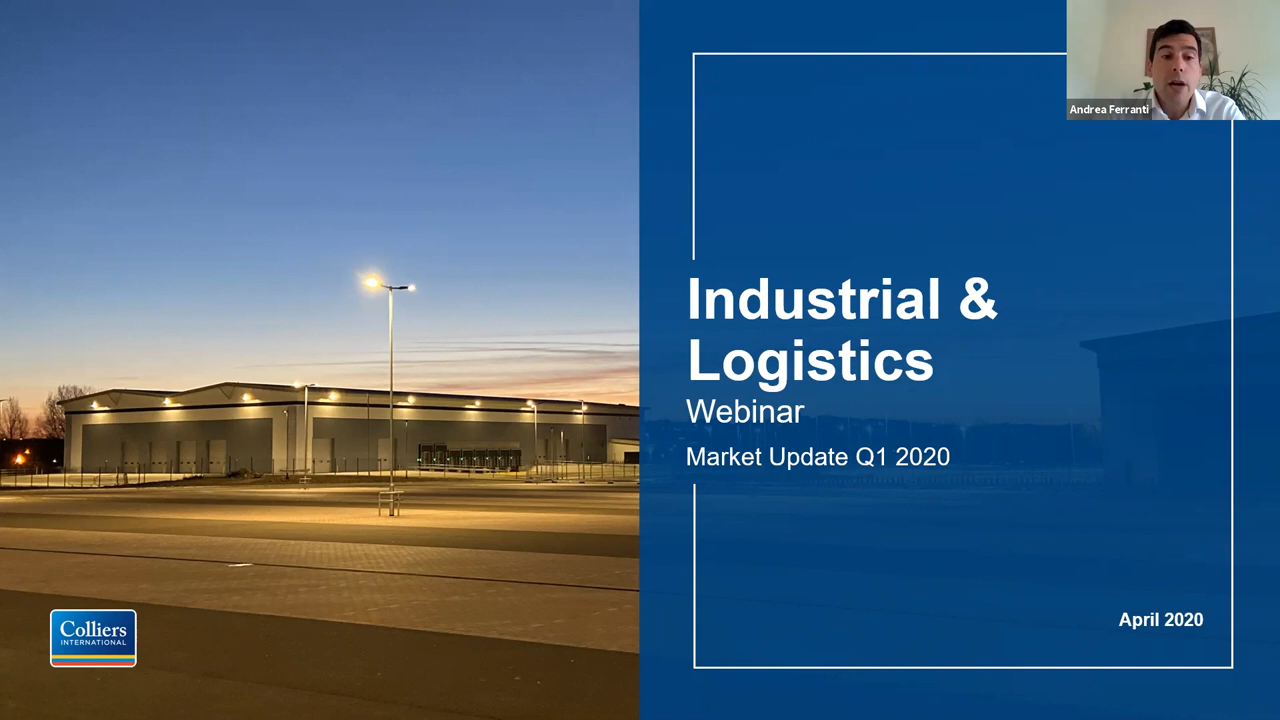 Andrea Ferranti
Industrial &
Logistics
Webinar
Market Update Q1 2020
April 2020
Colliers
INTERNATIONAL